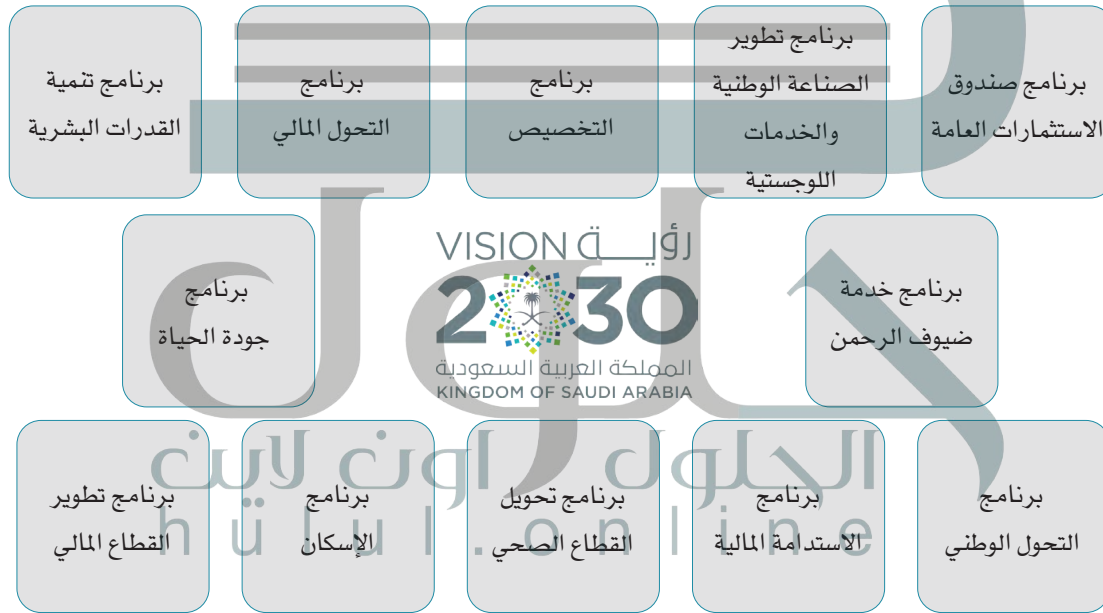 برنامج صندوق
الاستثمارات العامة
برنامج تطوير
الصناعة الوطنية
والخدمات
اللوجستية
برنامج
التخصيص
برنامج
التحول المالي
برنامج تنمية
القدرات البشرية
برنامج خدمة
ضيوف الرحمن
VISION رؤيــة
2030
المملكة العربية السعودية
KINGDOM OF SAUDI ARABIA
برنامج
جودة الحياة
برنامج
التحول الوطني
برنامج
الاستدامة المالية
برنامج تحويل
القطاع الصحي
برنامج
الإسكان
برنامج تطوير
القطاع المالي
حلول
الحلول اون لاين
hulul.online